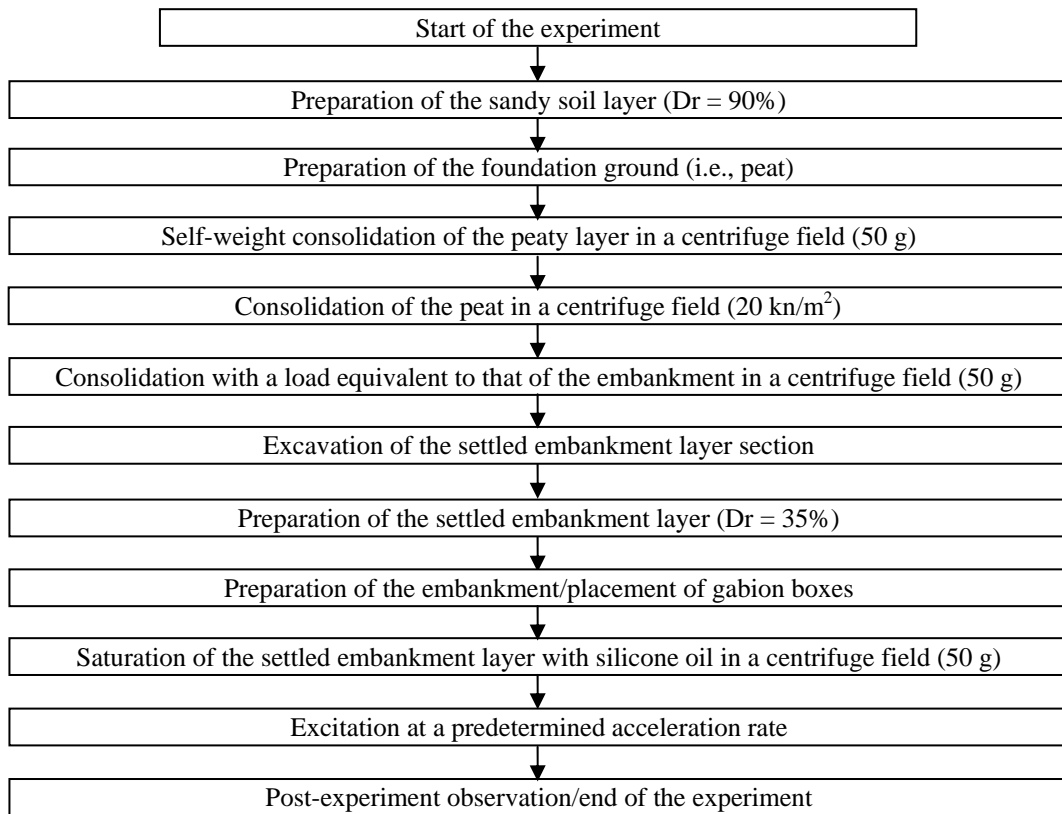 Start of the experiment
Preparation of the sandy soil layer (Dr = 90%)
Preparation of the foundation ground (i.e., peat)
Self-weight consolidation of the peaty layer in a centrifuge field (50 g)
Consolidation of the peat in a centrifuge field (20 kn/m²)
Consolidation with a load equivalent to that of the embankment in a centrifuge field (50 g)
Excavation of the settled embankment layer section
Preparation of the settled embankment layer (Dr = 35%)
Preparation of the embankment/placement of gabion boxes
Saturation of the settled embankment layer with silicone oil in a centrifuge field (50 g)
Excitation at a predetermined acceleration rate
Post-experiment observation/end of the experiment